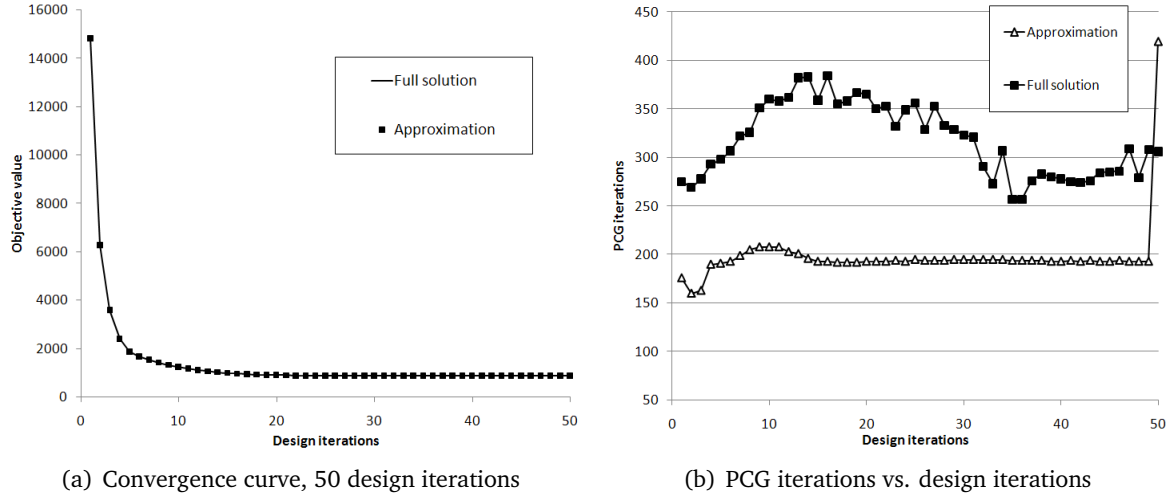 16000
14000
12000
10000
8000
6000
4000
2000
0
Objective value
Full solution
Approximation
0 10 20 30 40 50
Design iterations
(a) Convergence curve, 50 design iterations
450
400
350
300
250
200
150
100
50
PCG iterations
Approximation
Full solution
0 10 20 30 40 50
Design iterations
(b) PCG iterations vs. design iterations